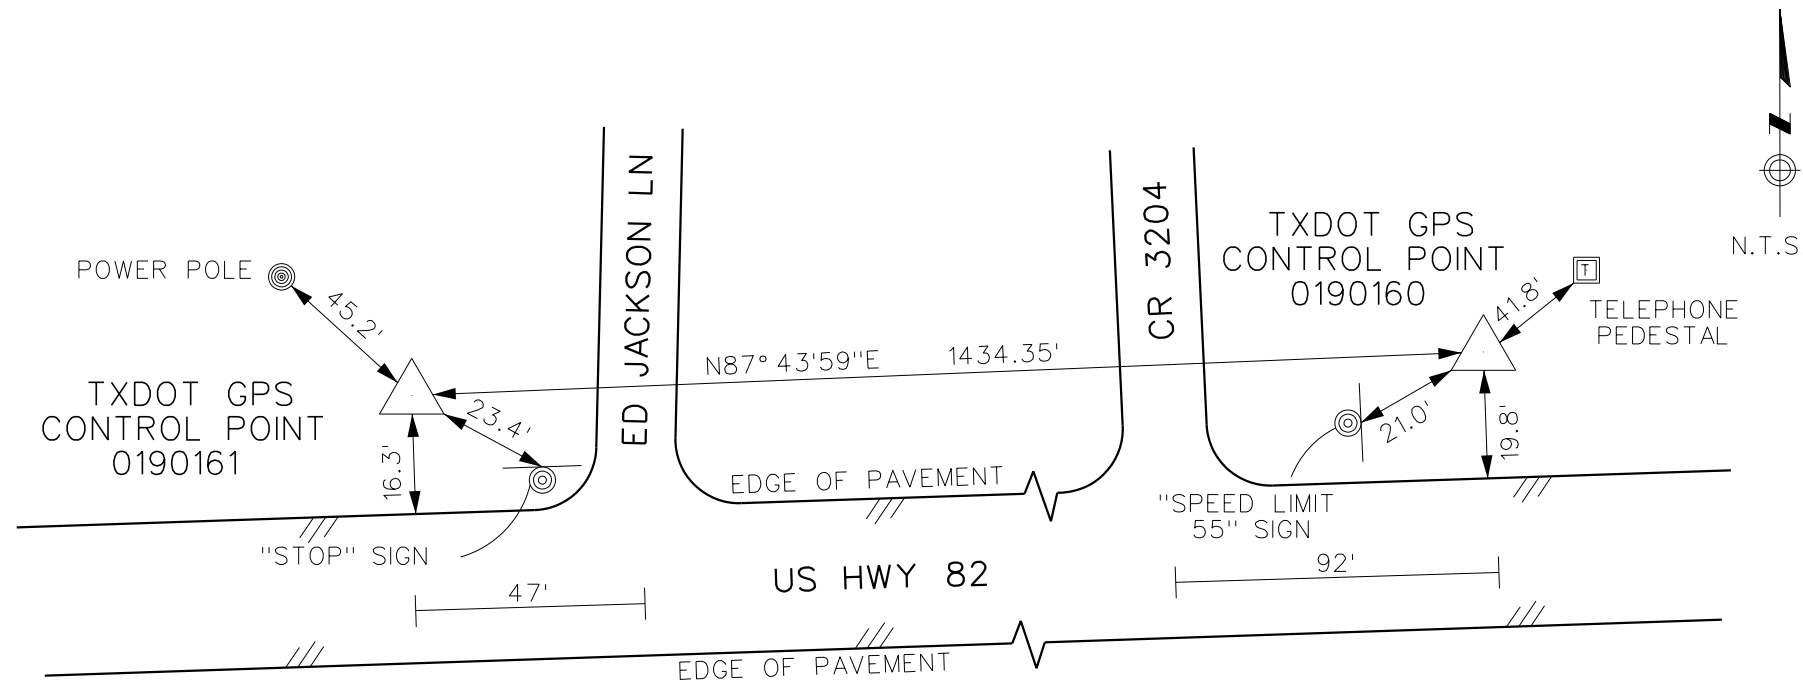 N
N.T.S
ED JACKSON LN
CR 3204
TXDOT GPS
CONTROL POINT
0190160
POWER POLE
45.2'
41.8'
T
TELEPHONE
PEDESTAL
N87°43'59"E 1434.35'
TXDOT GPS
CONTROL POINT
0190161
23.4'
16.3'
21.0'
19.8'
EDGE OF PAVEMENT
"SPEED LIMIT
55" SIGN
"STOP" SIGN
US HWY 82
47'
92'
EDGE OF PAVEMENT